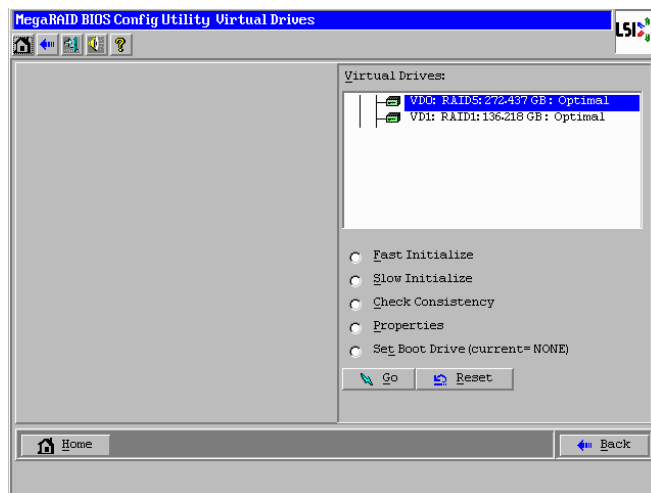 MegaRAID BIOS Config Utility Virtual Drives
LSI
Virtual Drives:
VD0: RAID5: 272.437 GB: Optimal
VD1: RAID1: 136.218 GB: Optimal
Fast Initialize
Slow Initialize
Check Consistency
Properties
Set Boot Drive (current= NONE)
Go
Reset
Home
Back